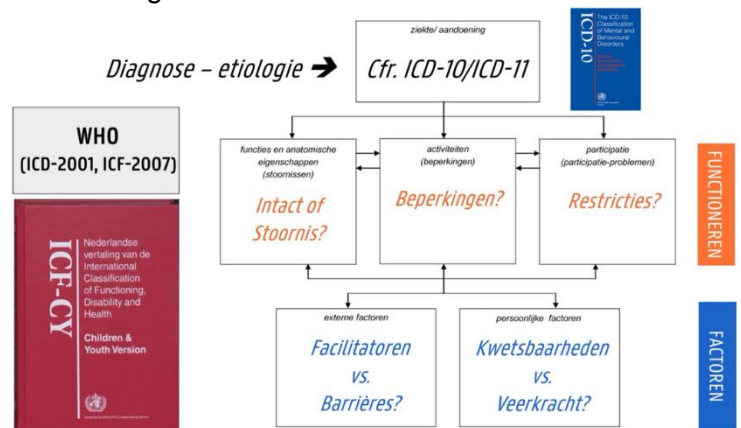 ziekte/ aandoening
Diagnose – etiologie ➔
Cfr. ICD-10/ICD-11
ICD-10
The ICD-10
Classification
of Mental and
Behavioural
Disorders
WHO
(ICD-2001, ICF-2007)
functies en anatomische
eigenschappen
(stoornissen)
Intact of
Stoornis?
activiteiten
(beperkingen)
Beperkingen?
participatie
(participatie-problemen)
Restricties?
FUNCTIONEREN
ICF-CY
Nederlandse
vertaling van de
International
Classification
of Functioning,
Disability and
Health
Children &
Youth Version
externe factoren
Facilitatoren
vs.
Barrières?
persoonlijke factoren
Kwetsbaarheden
vs.
Veerkracht?
FACTOREN